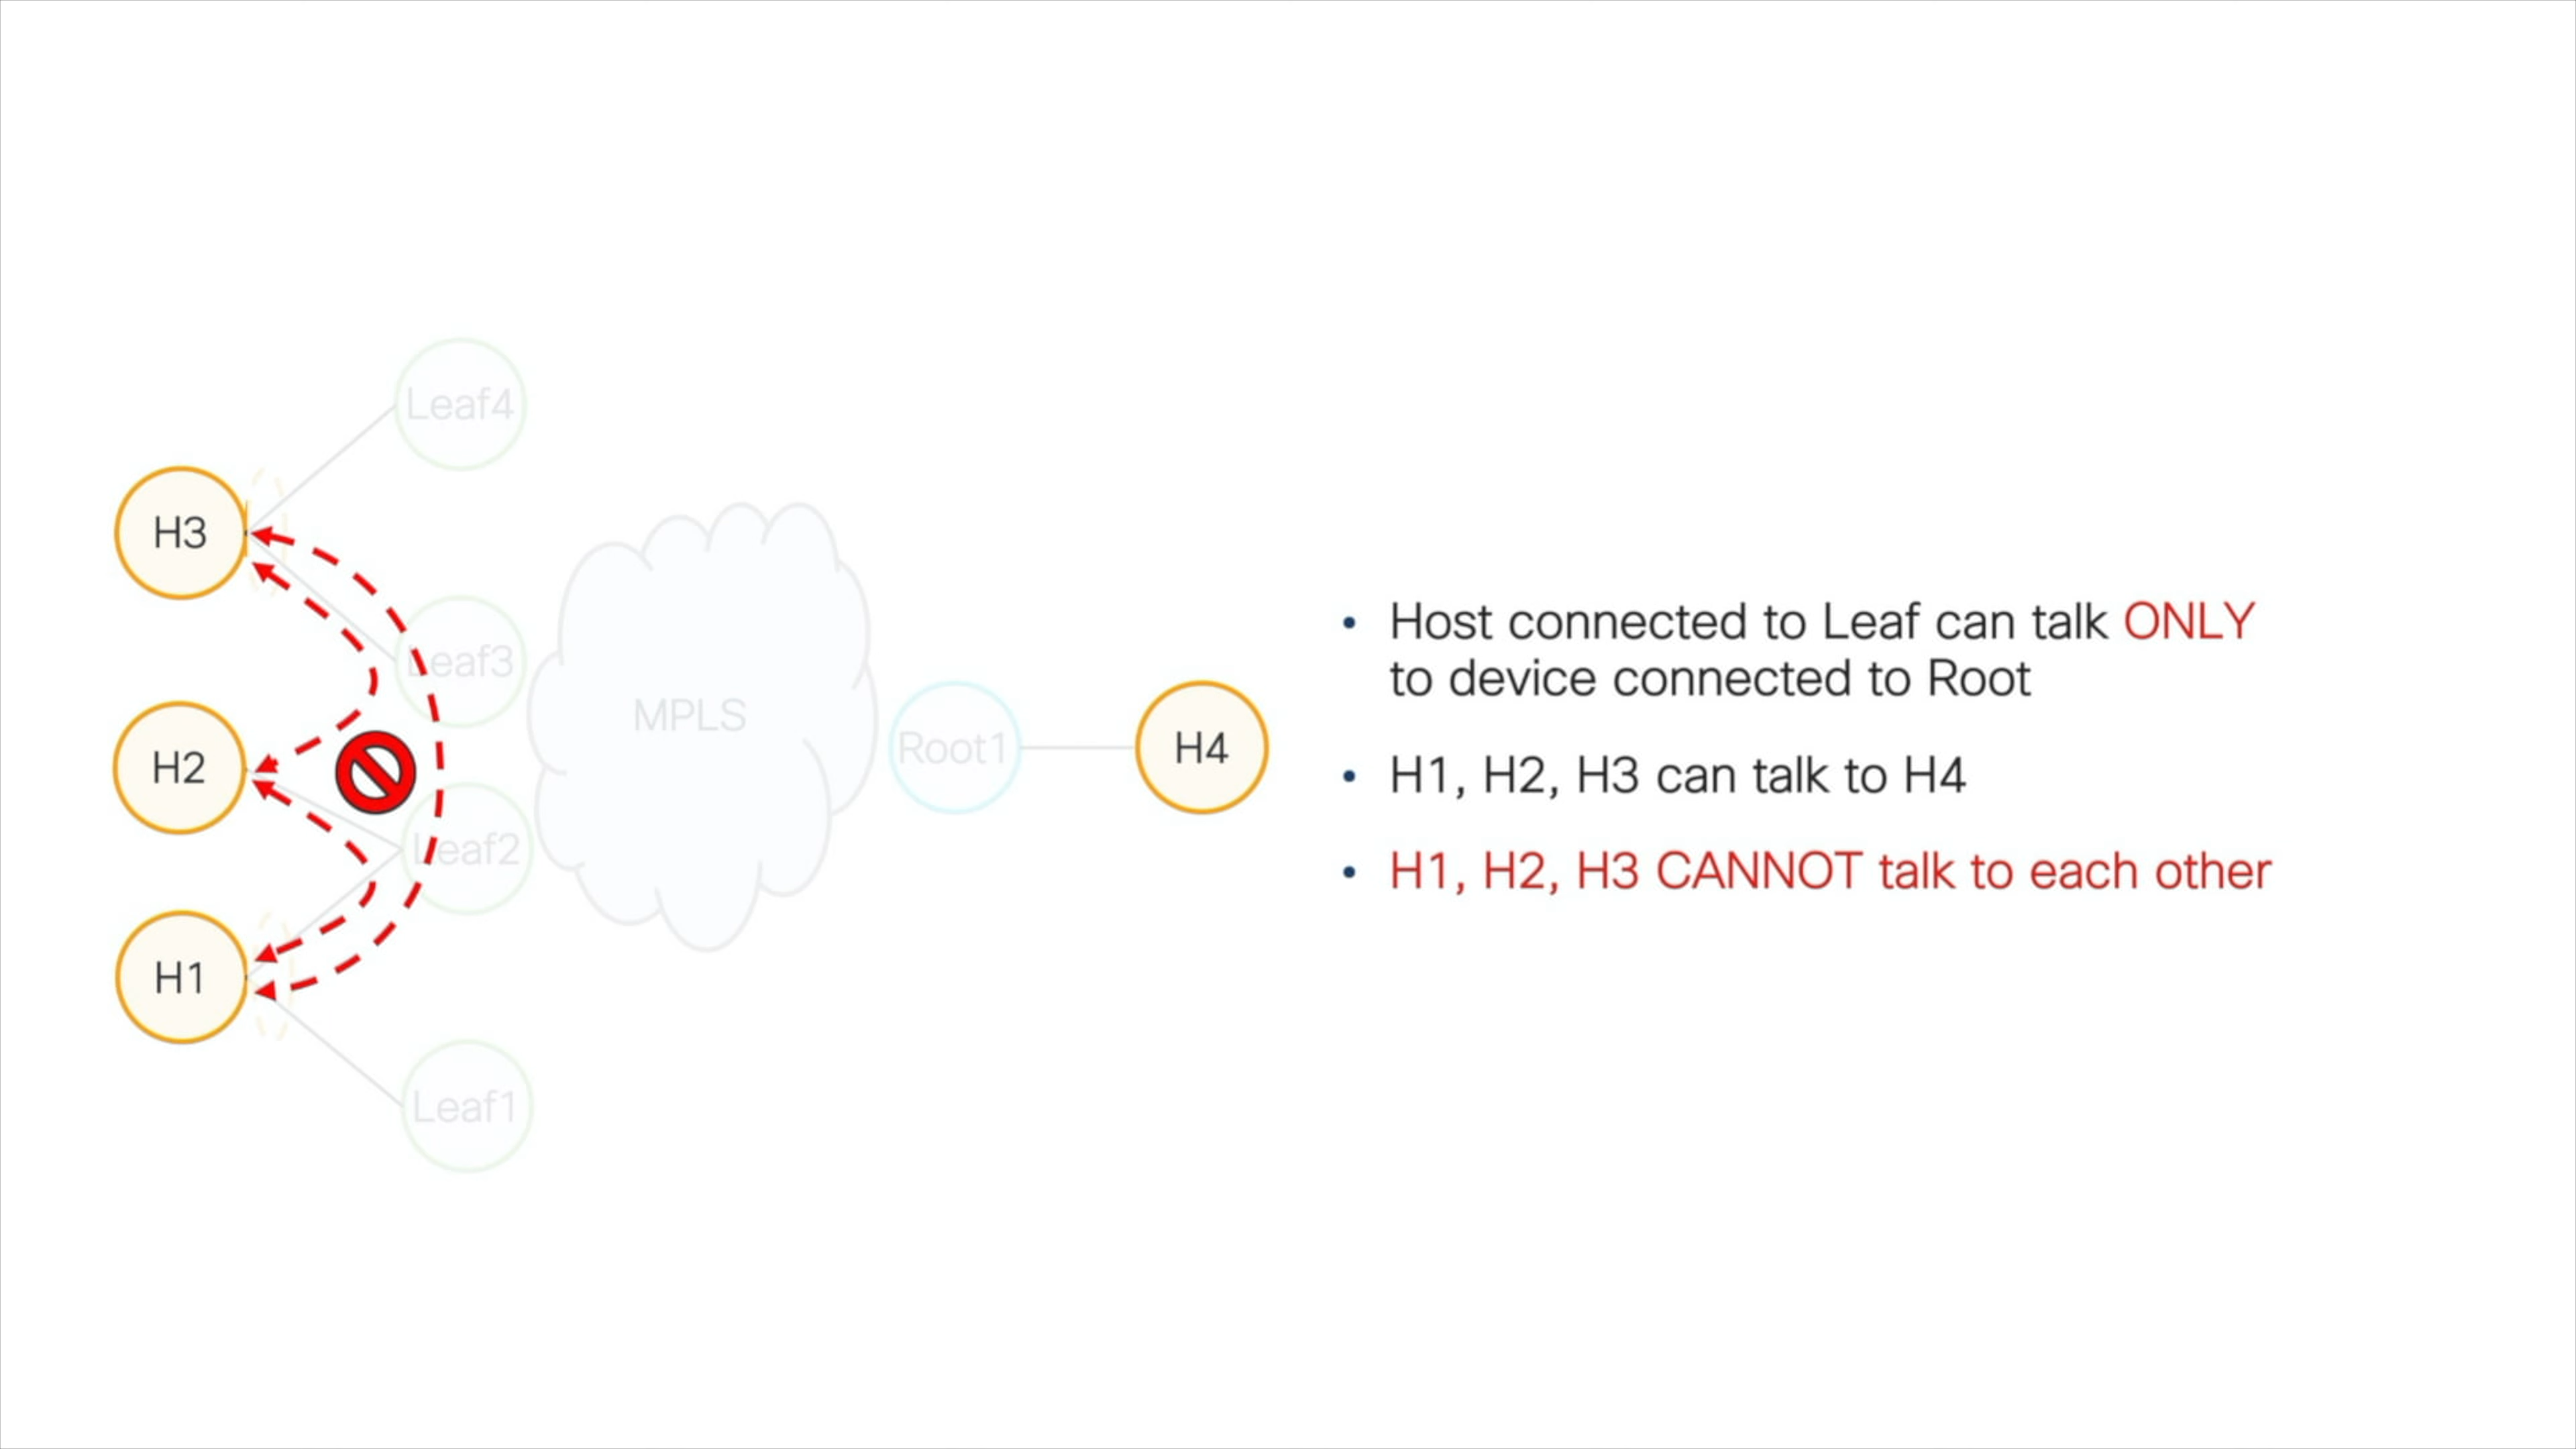 Leaf4
H3
Leaf3
MPLS
Root1
H4
H2
Leaf2
H1
Leaf1
• Host connected to Leaf can talk ONLY
to device connected to Root
• H1, H2, H3 can talk to H4
• H1, H2, H3 CANNOT talk to each other